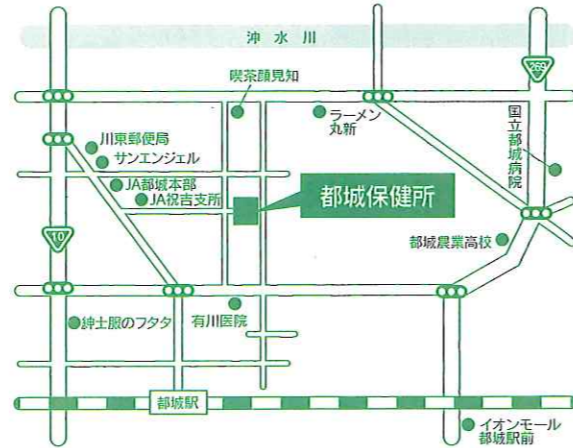 沖水川
269
喫茶顔見知
ラーメン
丸新
国立都城病院
川東郵便局
サンエンジェル
JA都城本部
JA祝吉支所
都城保健所
10
都城農業高校
紳士服のフタタ
有川医院
都城駅
イオンモール
都城駅前